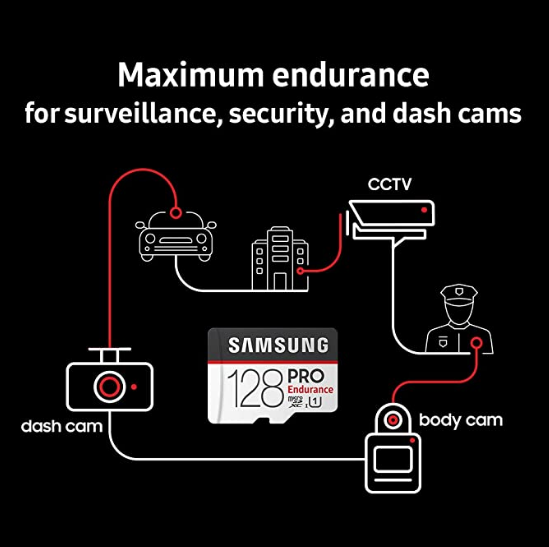 Maximum endurance
for surveillance, security, and dash cams
CCTV
SAMSUNG
128 PRO
Endurance
micro
SD
XC I U1
dash cam
body cam